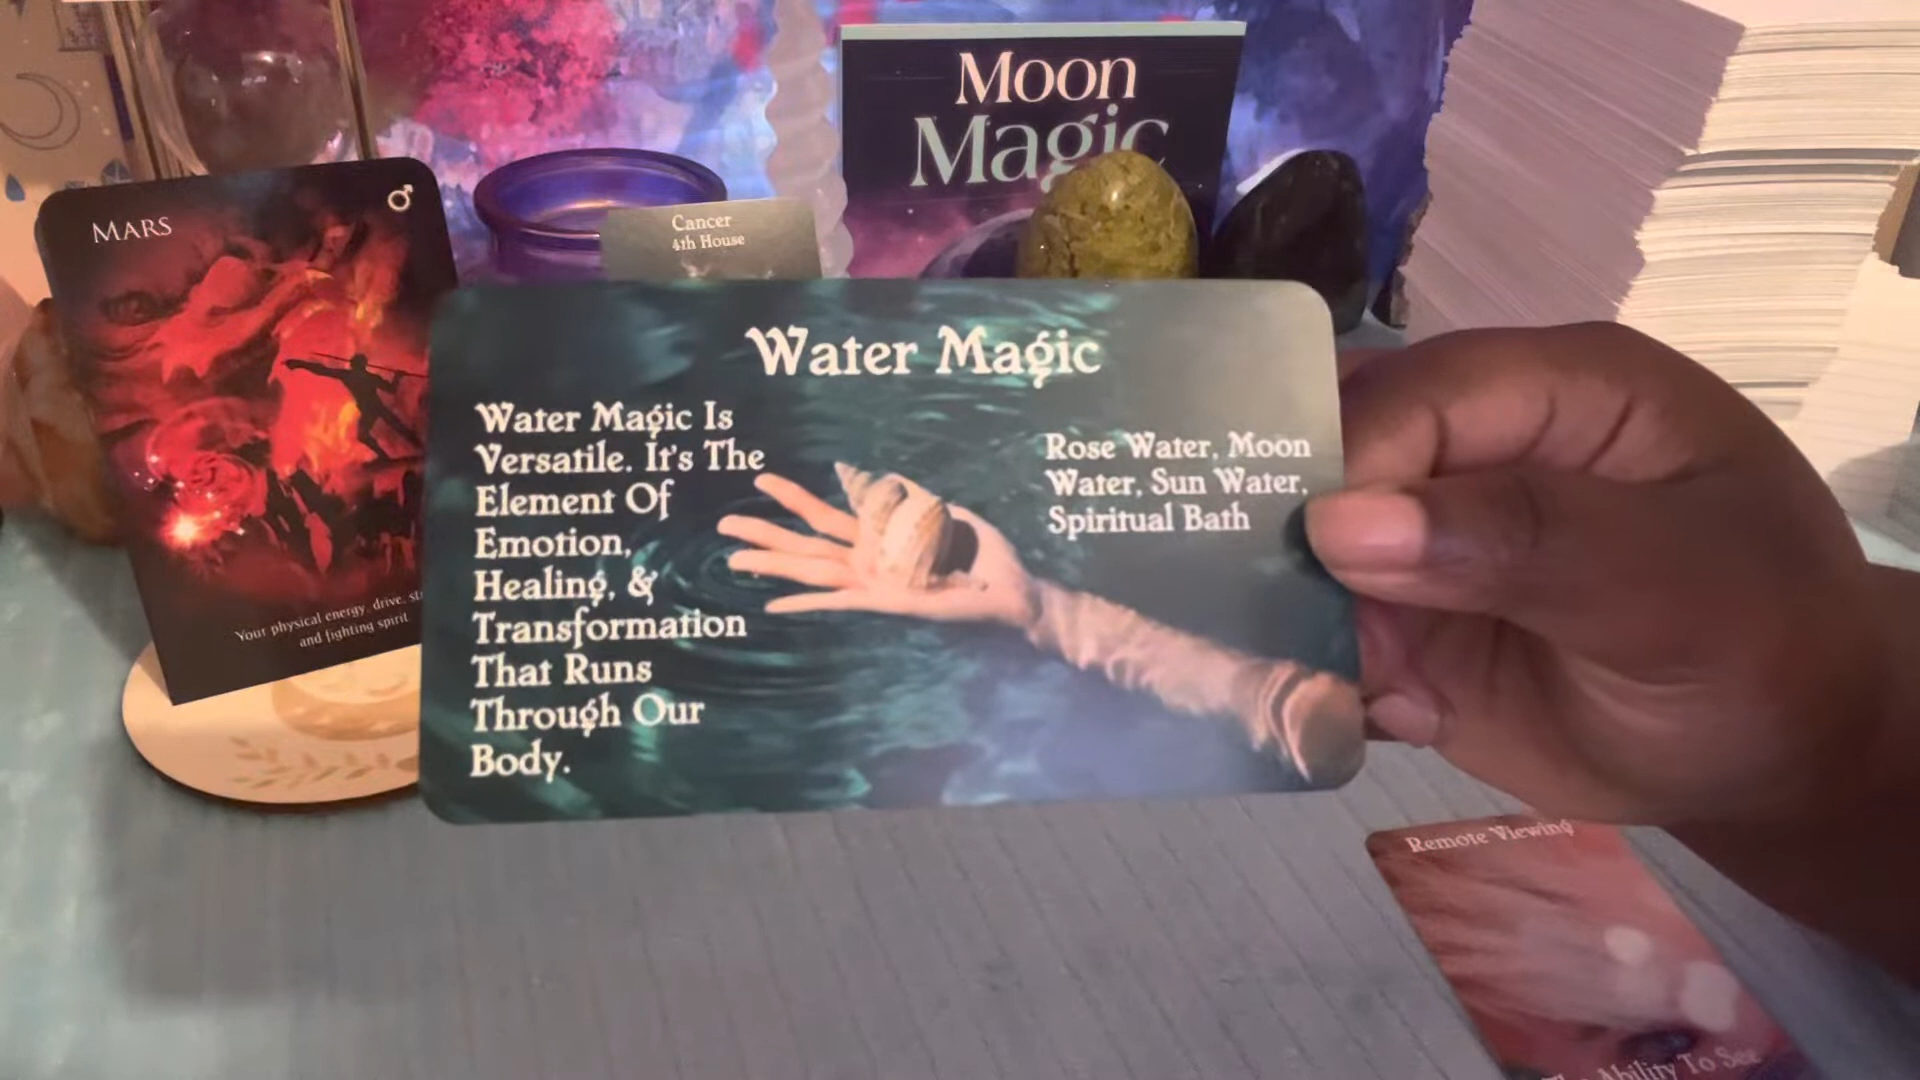 Moon
Magic
MARS
Cancer
4th House
Water Magic
Water Magic Is
Versatile. It's The
Element Of
Emotion,
Healing, &
Transformation
That Runs
Through Our
Body.
Rose Water, Moon
Water, Sun Water,
Spiritual Bath
Your physical energy, drive,
and fighting spirit
Remote Viewing
Ability To See